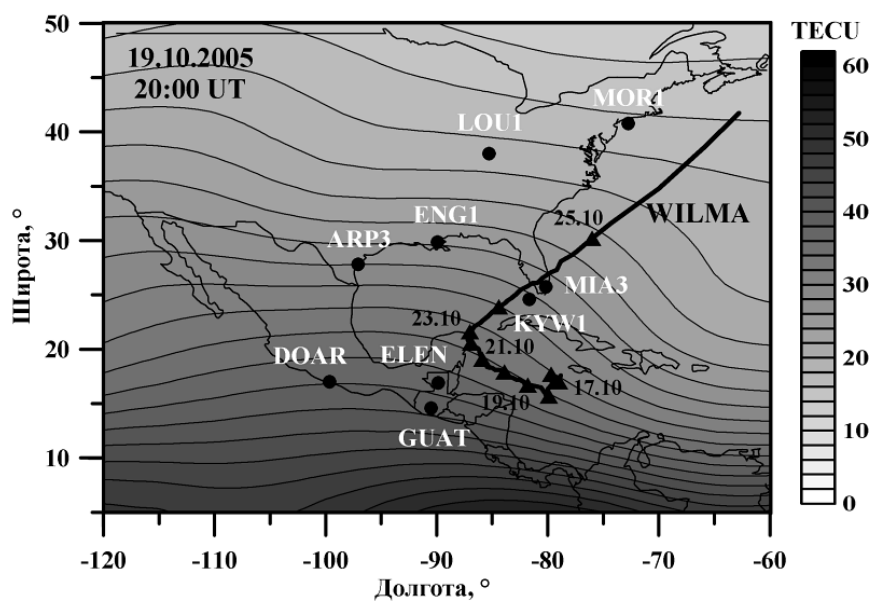 TECU
50
40
30
20
10
Широта, °
19.10.2005
20:00 UT
LOU1
MOR1
ENG1
ARP3
25.10
WILMA
MIA3
KYW1
23.10
21.10
DOAR
ELEN
19.10
17.10
GUAT
-120
-110
-100
-90
-80
-70
-60
Долгота, °
60
50
40
30
20
10
0